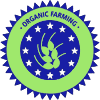 · ORGANIC FARMING ·